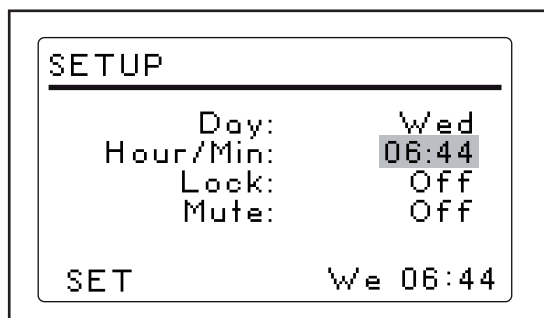 SETUP
Day: Wed
Hour/Min: 06:44
Lock: Off
Mute: Off
SET We 06:44